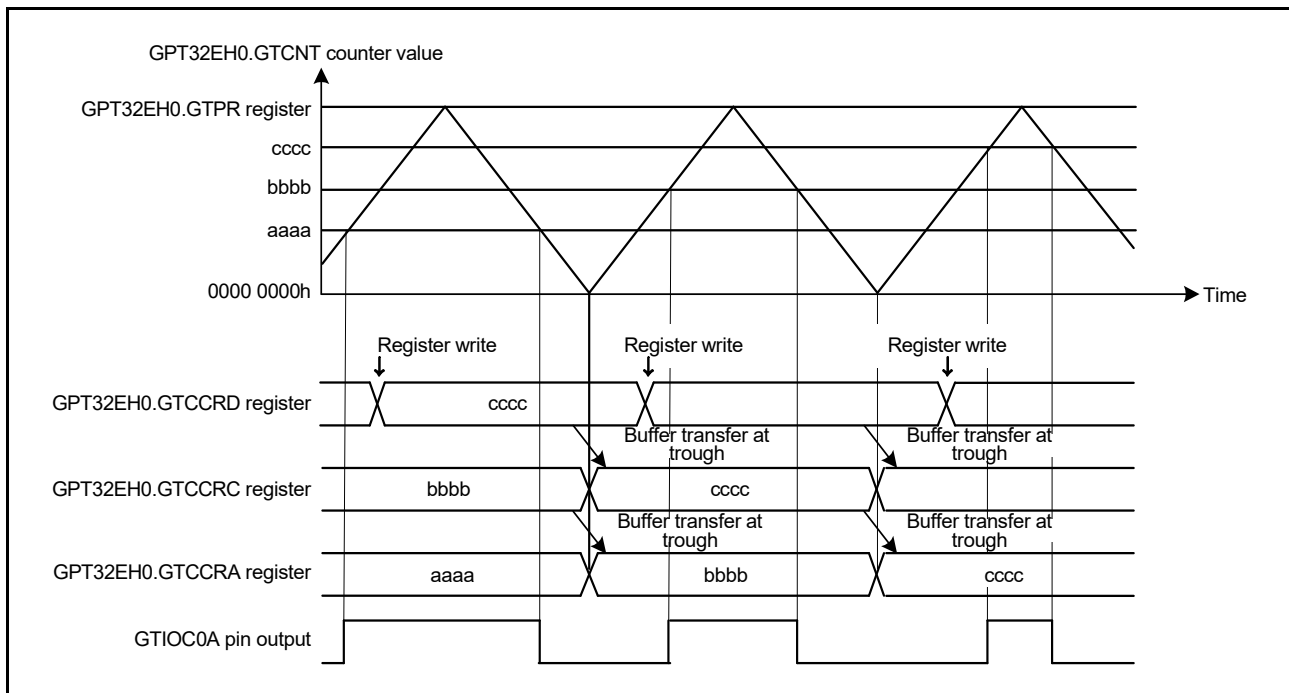 GPT32EH0.GTCNT counter value
GPT32EH0.GTPR register
cccc
bbbb
aaaa
0000 0000h
Time
Register write
Register write
Register write
GPT32EH0.GTCCRD register
cccc
Buffer transfer at
trough
Buffer transfer at
trough
GPT32EH0.GTCCRC register
bbbb
cccc
Buffer transfer at
trough
Buffer transfer at
trough
GPT32EH0.GTCCRA register
aaaa
bbbb
cccc
GTIOC0A pin output